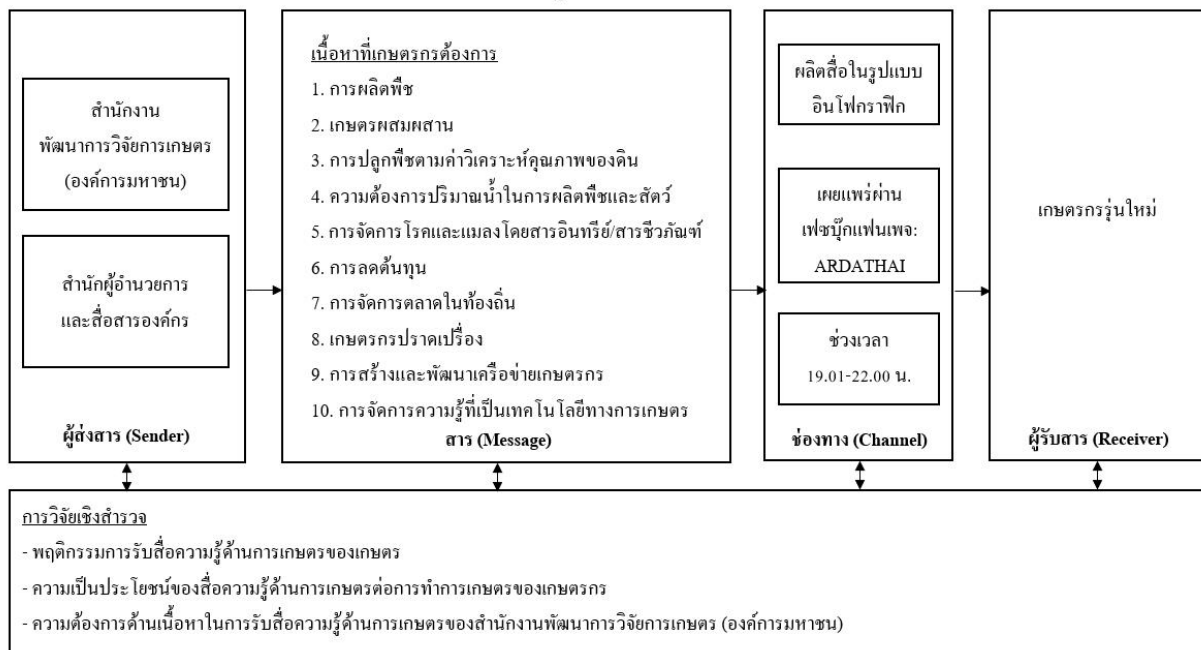 สำนักงาน
พัฒนาการวิจัยการเกษตร
(องค์การมหาชน)
สำนักผู้อำนวยการ
และสื่อสารองค์กร
ผู้ส่งสาร (Sender)
เนื้อหาที่เกษตรกรต้องการ
1. การผลิตพืช
2. เกษตรผสมผสาน
3. การปลูกพืชตามค่าวิเคราะห์คุณภาพของดิน
4. ความต้องการปริมาณน้ำในการผลิตพืชและสัตว์
5. การจัดการโรคและแมลงโดยสารอินทรีย์/สารชีวภัณฑ์
6. การลดต้นทุน
7. การจัดการตลาดในท้องถิ่น
8. เกษตรกรปราดเปรื่อง
9. การสร้างและพัฒนาเครือข่ายเกษตรกร
10. การจัดการความรู้ที่เป็นเทคโนโลยีทางการเกษตร
สาร (Message)
ผลิตสื่อในรูปแบบ
อินโฟกราฟิก
เผยแพร่ผ่าน
เฟซบุ๊กแฟนเพจ:
ARDATHAI
ช่วงเวลา
19.01-22.00 น.
ช่องทาง (Channel)
เกษตรกรรุ่นใหม่
ผู้รับสาร (Receiver)
การวิจัยเชิงสำรวจ
- พฤติกรรมการรับสื่อความรู้ด้านการเกษตรของเกษตร
- ความเป็นประโยชน์ของสื่อความรู้ด้านการเกษตรต่อการทำการเกษตรของเกษตรกร
- ความต้องการด้านเนื้อหาในการรับสื่อความรู้ด้านการเกษตรของสำนักงานพัฒนาการวิจัยการเกษตร (องค์การมหาชน)